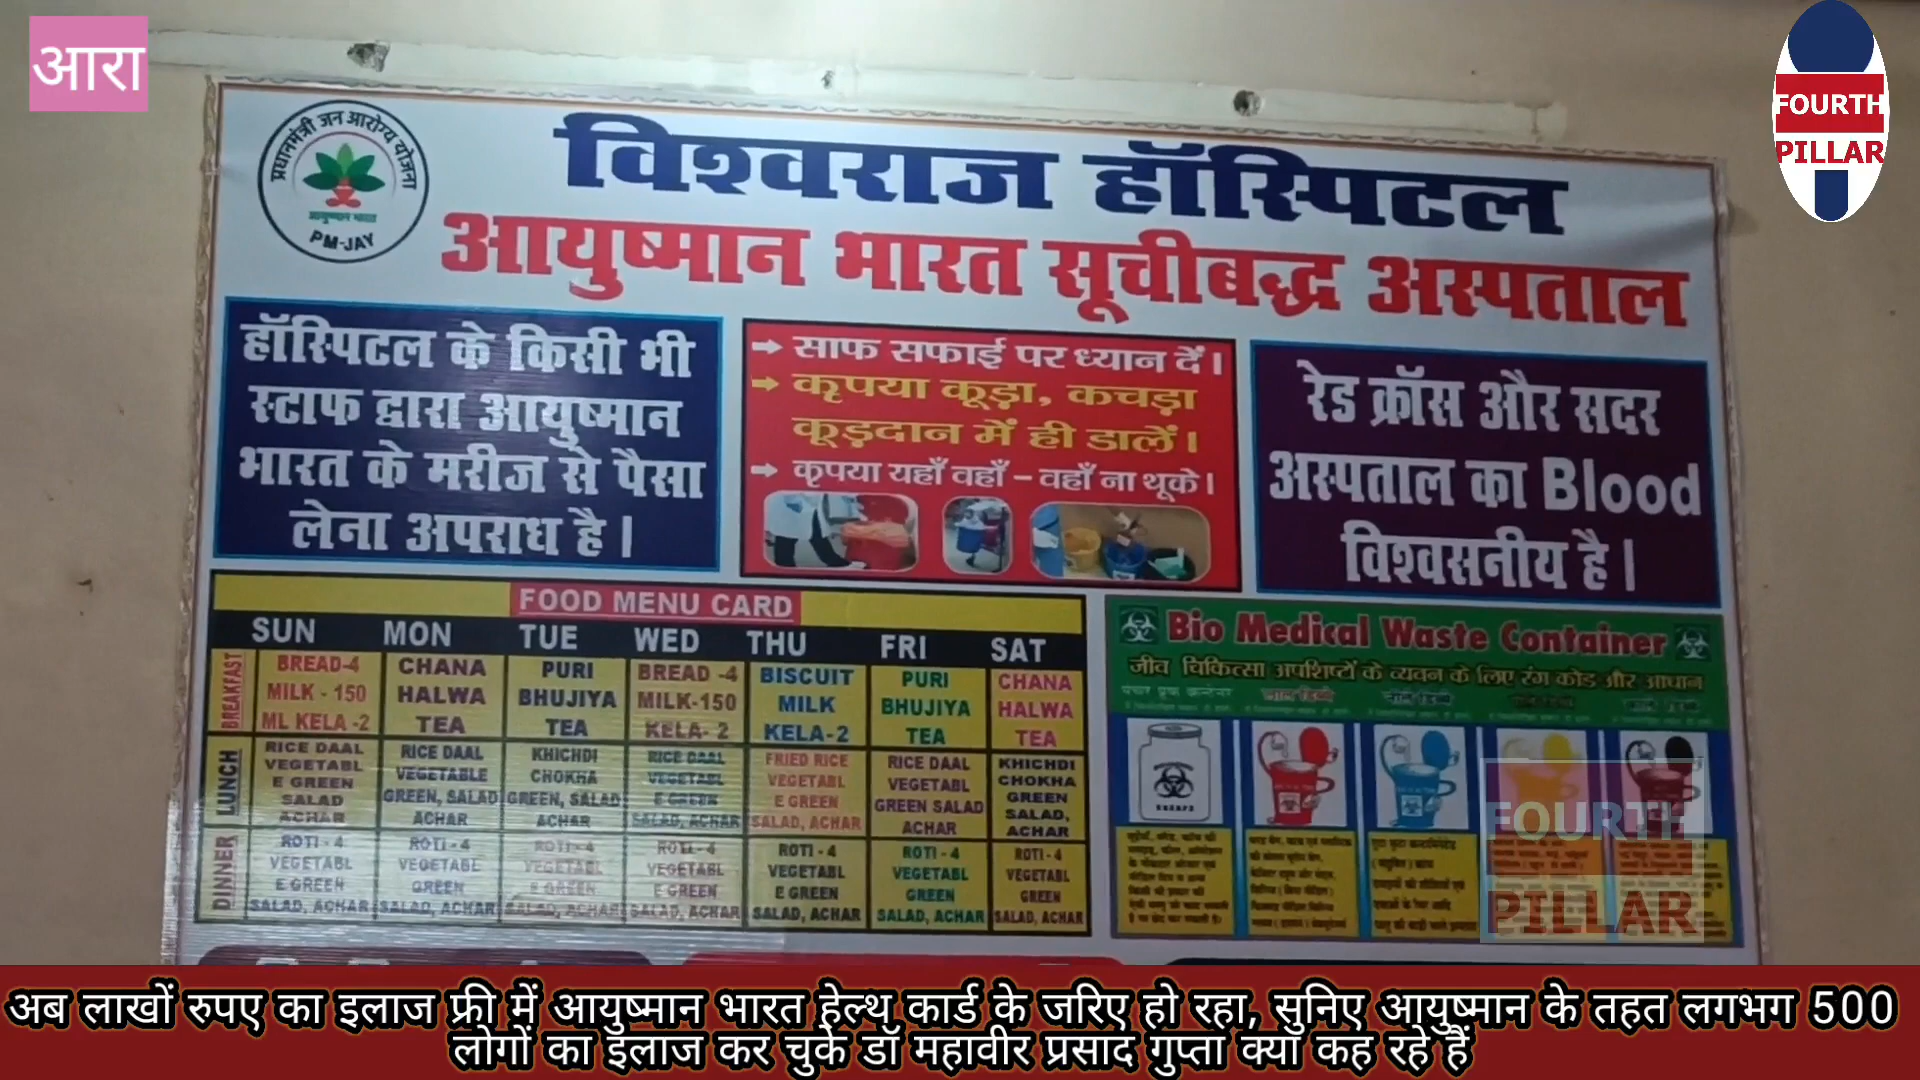 आरा
FOURTH
PILLAR
प्रधानमंत्री जन आरोग्य योजना
आयुष्मान भारत
PM-JAY
विश्वराज हॉस्पिटल
आयुष्मान भारत सूचीबद्ध अस्पताल
हॉस्पिटल के किसी भी
स्टाफ द्वारा आयुष्मान
भारत के मरीज से पैसा
लेना अपराध है।
→ साफ सफाई पर ध्यान दें।
→ कृपया कूड़ा, कचड़ा
कूड़दान में ही डालें।
→ कृपया यहाँ वहाँ – वहाँ ना थूके।
रेड क्रॉस और सदर
अस्पताल का Blood
विश्वसनीय है।
FOOD MENU CARD
SUN MON TUE WED THU FRI SAT
BREAKFAST
BREAD-4
MILK - 150
ML KELA -2
CHANA
HALWA
TEA
PURI
BHUJIYA
TEA
BREAD -4
MILK-150
KELA- 2
BISCUIT
MILK
KELA-2
PURI
BHUJIYA
TEA
CHANA
HALWA
TEA
LUNCH
RICE DAAL
VEGETABL
E GREEN
SALAD
ACHAR
RICE DAAL
VEGETABLE
GREEN, SALAD
ACHAR
KHICHDI
CHOKHA
GREEN, SALAD
ACHAR
RICE DAAL
VEGETABL
E GREEN
SALAD, ACHAR
FRIED RICE
VEGETABL
E GREEN
SALAD, ACHAR
RICE DAAL
VEGETABL
GREEN SALAD
ACHAR
KHICHDI
CHOKHA
GREEN
SALAD,
ACHAR
DINNER
ROTI - 4
VEGETABL
E GREEN
SALAD, ACHAR
ROTI - 4
VEGETABL
GREEN
SALAD, ACHAR
ROTI - 4
VEGETABL
E GREEN
SALAD, ACHAR
ROTI - 4
VEGETABL
E GREEN
SALAD, ACHAR
ROTI - 4
VEGETABL
E GREEN
SALAD, ACHAR
ROTI - 4
VEGETABL
GREEN
SALAD, ACHAR
ROTI - 4
VEGETABL
GREEN
SALAD, ACHAR
Bio Medical Waste Container
जीव चिकित्सा अपशिष्टों के व्यवन के लिए रंग कोड और आधान
लाल डिब्बे
नीले डिब्बे
FOURTH
PILLAR
अब लाखों रुपए का इलाज फ्री में आयुष्मान भारत हेल्थ कार्ड के जरिए हो रहा, सुनिए आयुष्मान के तहत लगभग 500
लोगों का इलाज कर चुके डॉ महावीर प्रसाद गुप्ता क्या कह रहे हैं